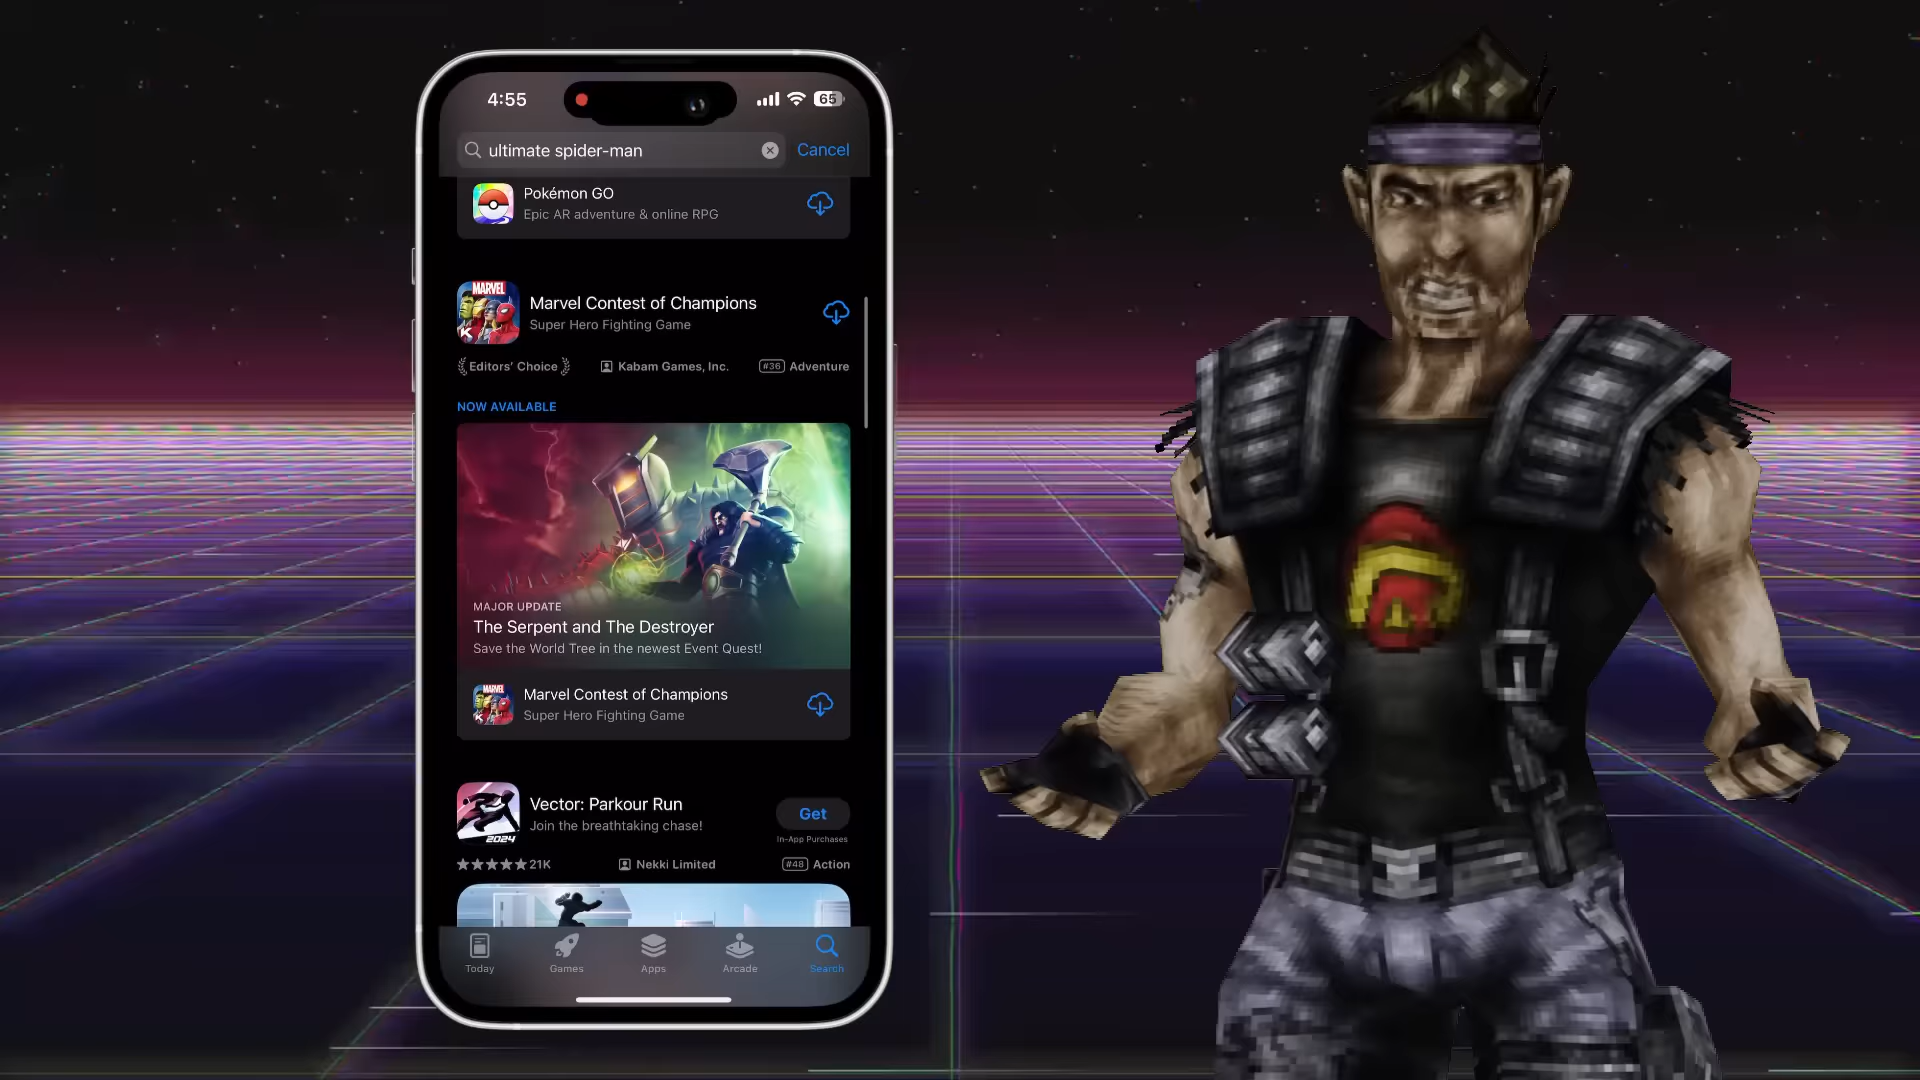 4:55
65
ultimate spider-man
Cancel
Pokémon GO
Epic AR adventure & online RPG
MARVEL
Marvel Contest of Champions
Super Hero Fighting Game
Editors' Choice
Kabam Games, Inc.
#36 Adventure
NOW AVAILABLE
MAJOR UPDATE
The Serpent and The Destroyer
Save the World Tree in the newest Event Quest!
MARVEL
Marvel Contest of Champions
Super Hero Fighting Game
Vector: Parkour Run
Join the breathtaking chase!
2024
Get
In-App Purchases
21K
Nekki Limited
#48 Action
Today
Games
Apps
Arcade
Search